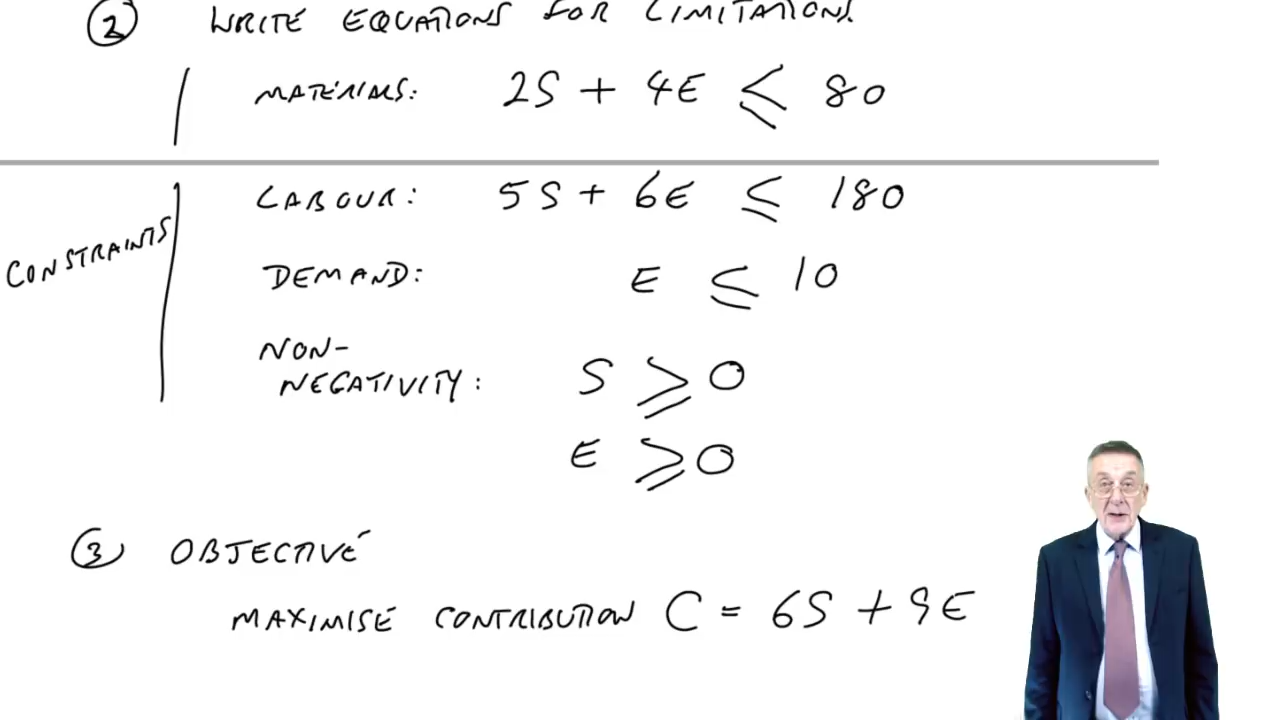 2 WRITE EQUATIONS FOR LIMITATIONS
MATERIALS: 2S + 4E ≤ 80
LABOUR: 5S + 6E ≤ 180
CONSTRAINTS
DEMAND: E ≤ 10
NON-
NEGATIVITY: S ≥ 0
E ≥ 0
3 OBJECTIVE
MAXIMISE CONTRIBUTION C = 6S + 9E